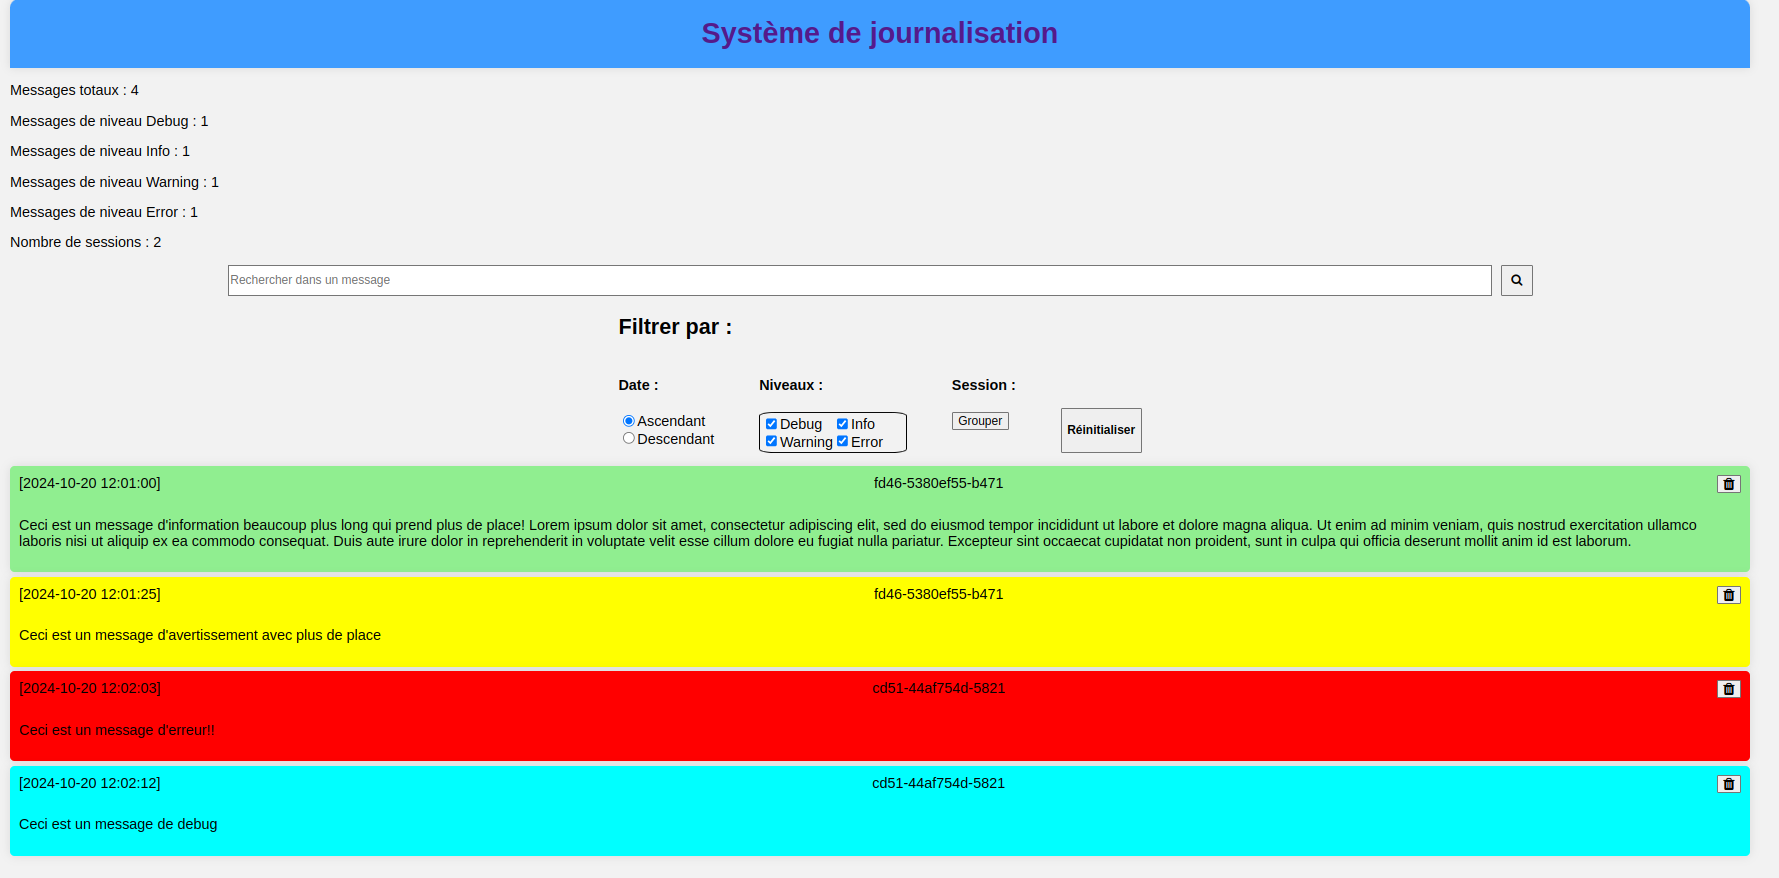 Système de journalisation
Messages totaux : 4
Messages de niveau Debug : 1
Messages de niveau Info : 1
Messages de niveau Warning : 1
Messages de niveau Error : 1
Nombre de sessions : 2
Rechercher dans un message
Filtrer par :
Date : Niveaux : Session :
Ascendant Debug Info Grouper Réinitialiser
Descendant Warning Error
[2024-10-20 12:01:00] fd46-5380ef55-b471
Ceci est un message d'information beaucoup plus long qui prend plus de place! Lorem ipsum dolor sit amet, consectetur adipiscing elit, sed do eiusmod tempor incididunt ut labore et dolore magna aliqua. Ut enim ad minim veniam, quis nostrud exercitation ullamco
laboris nisi ut aliquip ex ea commodo consequat. Duis aute irure dolor in reprehenderit in voluptate velit esse cillum dolore eu fugiat nulla pariatur. Excepteur sint occaecat cupidatat non proident, sunt in culpa qui officia deserunt mollit anim id est laborum.
[2024-10-20 12:01:25] fd46-5380ef55-b471
Ceci est un message d'avertissement avec plus de place
[2024-10-20 12:02:03] cd51-44af754d-5821
Ceci est un message d'erreur!!
[2024-10-20 12:02:12] cd51-44af754d-5821
Ceci est un message de debug